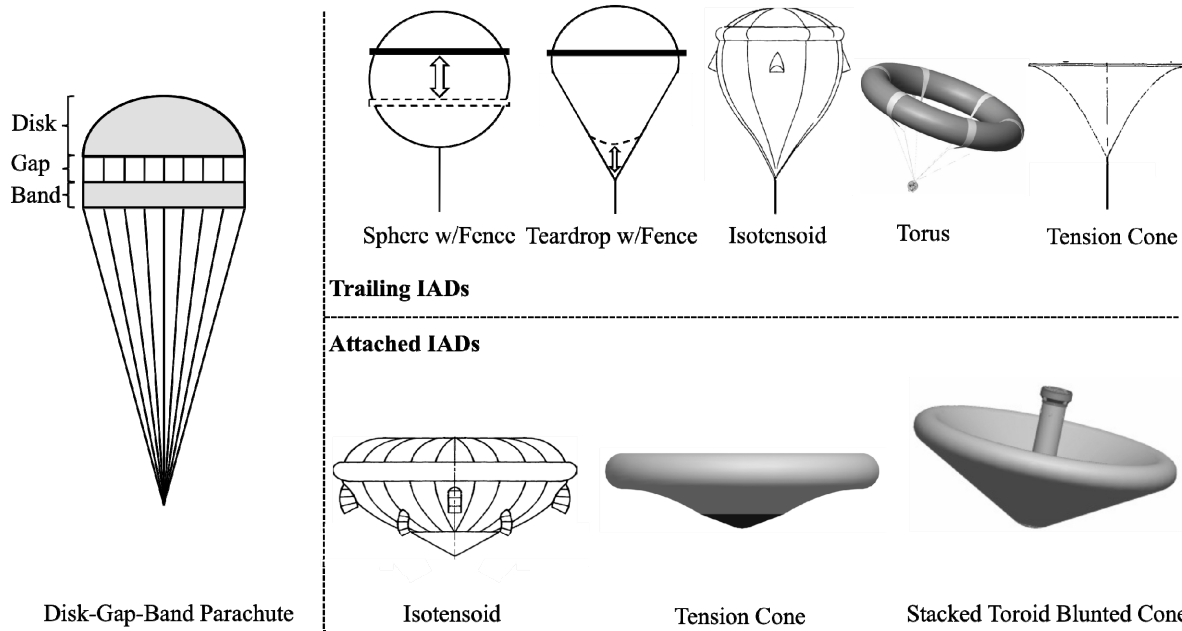 Disk
Gap
Band
Disk-Gap-Band Parachute
Sphere w/Fence
Teardrop w/Fence
Isotensoid
Torus
Tension Cone
Trailing IADs
Attached IADs
Isotensoid
Tension Cone
Stacked Toroid Blunted Cone